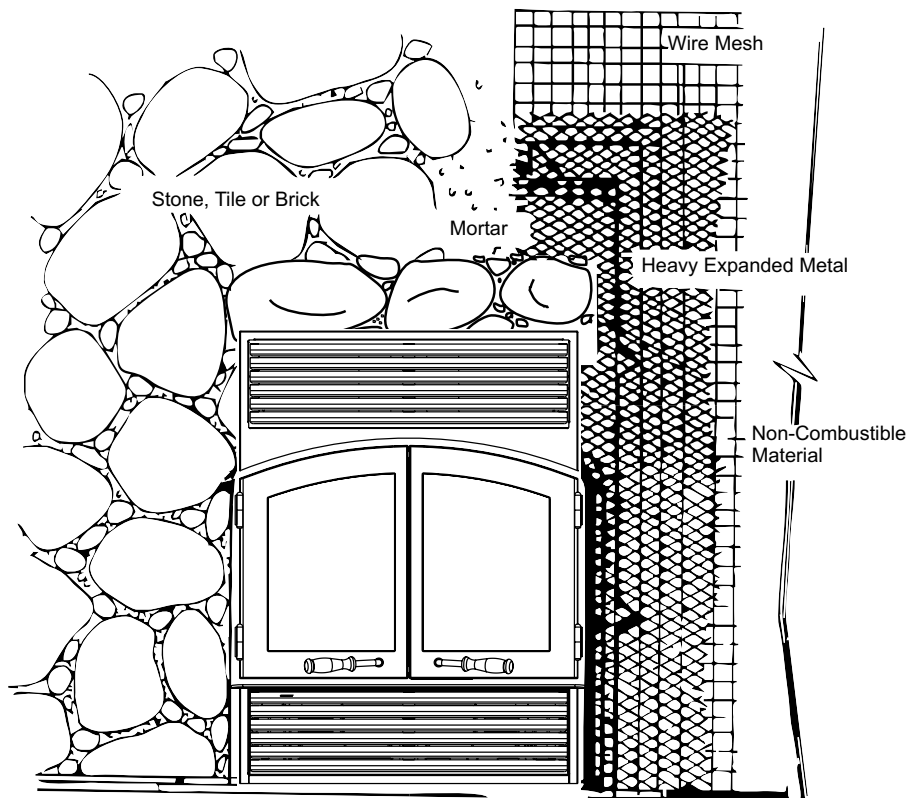 Wire Mesh
Stone, Tile or Brick
Mortar
Heavy Expanded Metal
Non-Combustible
Material